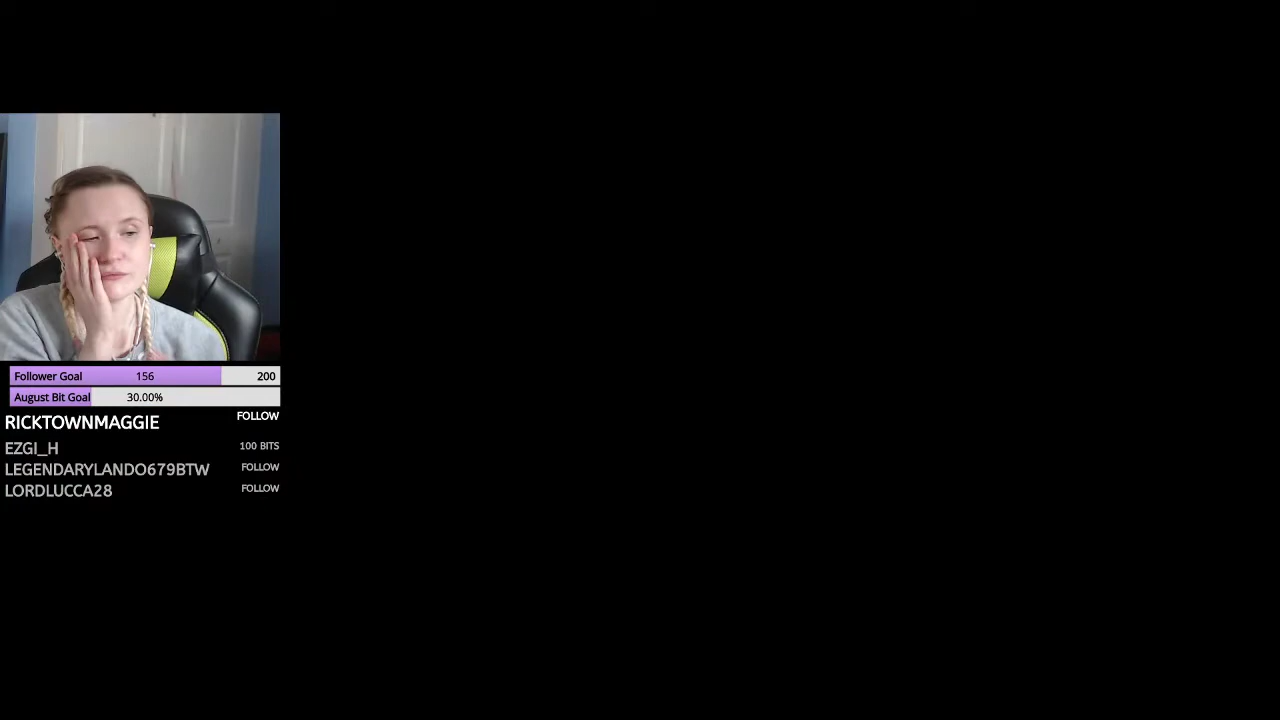 Follower Goal 156 200
August Bit Goal 30.00%
RICKTOWNMAGGIE FOLLOW
EZGI_H 100 BITS
LEGENDARYLANDO679BTW FOLLOW
LORDLUCCA28 FOLLOW